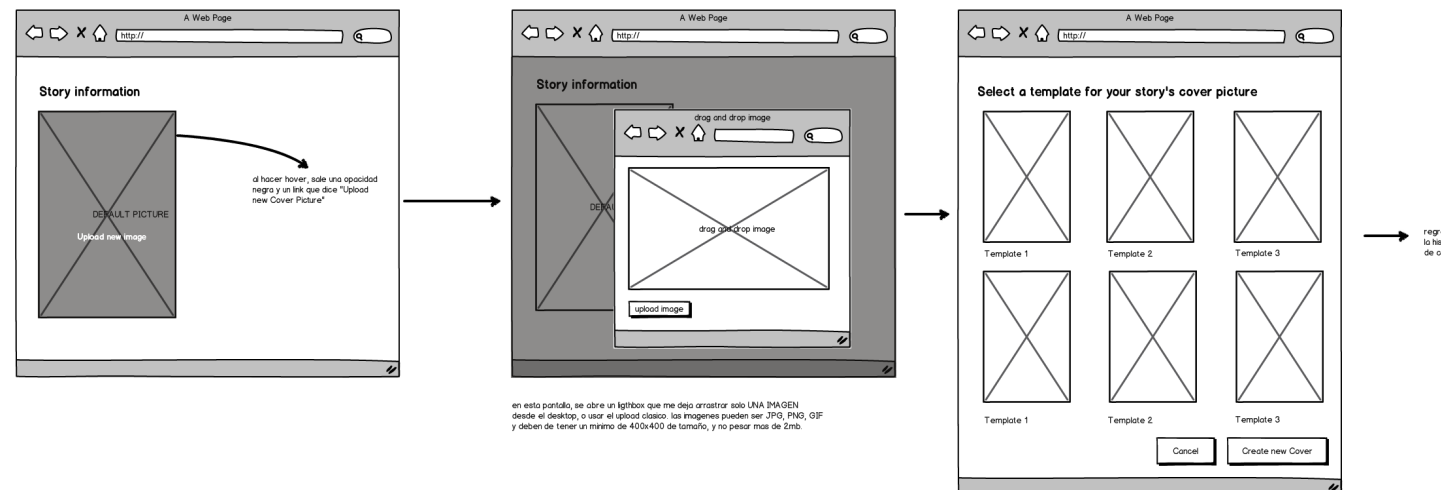 A Web Page
http://
Story information
DEFAULT PICTURE
Upload new image
al hacer hover, sale una opacidad
negra y un link que dice "Upload
new Cover Picture"
A Web Page
http://
Story information
drag and drop image
drag and drop image
upload image
en esta pantalla, se abre un ligthbox que me deja arrastrar solo UNA IMAGEN
desde el desktop, o usar el upload clasico. las imagenes pueden ser JPG, PNG, GIF
y deben de tener un minimo de 400x400 de tamaño, y no pesar mas de 2mb.
A Web Page
http://
Select a template for your story's cover picture
Template 1
Template 2
Template 3
Template 1
Template 2
Template 3
Cancel
Create new Cover